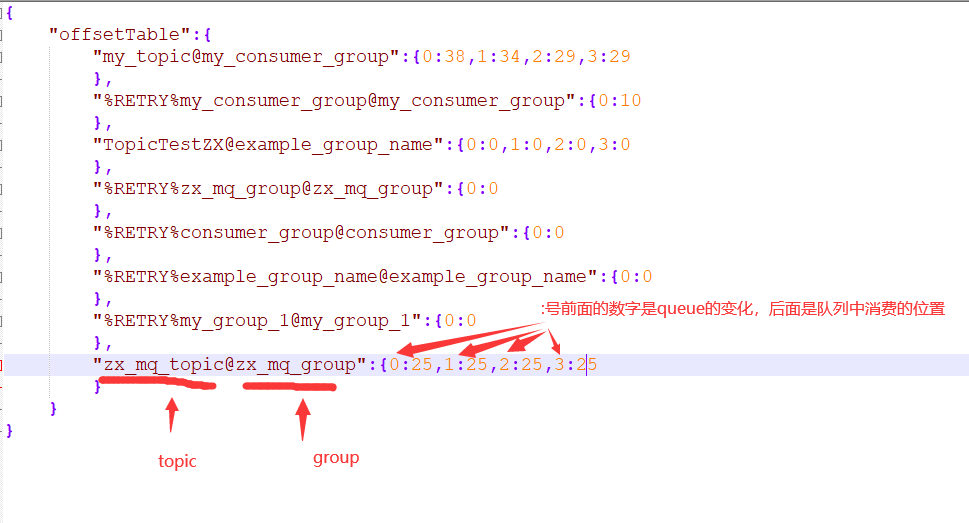 {
"offsetTable":{
"my_topic@my_consumer_group":{0:38,1:34,2:29,3:29
},
"%RETRY%my_consumer_group@my_consumer_group":{0:10
},
"TopicTestZX@example_group_name":{0:0,1:0,2:0,3:0
},
"%RETRY%zx_mq_group@zx_mq_group":{0:0
},
"%RETRY%consumer_group@consumer_group":{0:0
},
"%RETRY%example_group_name@example_group_name":{0:0
},
:号前面的数字是queue的变化，后面是队列中消费的位置
"%RETRY%my_group_1@my_group_1":{0:0
},
"zx_mq_topic@zx_mq_group":{0:25,1:25,2:25,3:25
}
}
}
topic
group